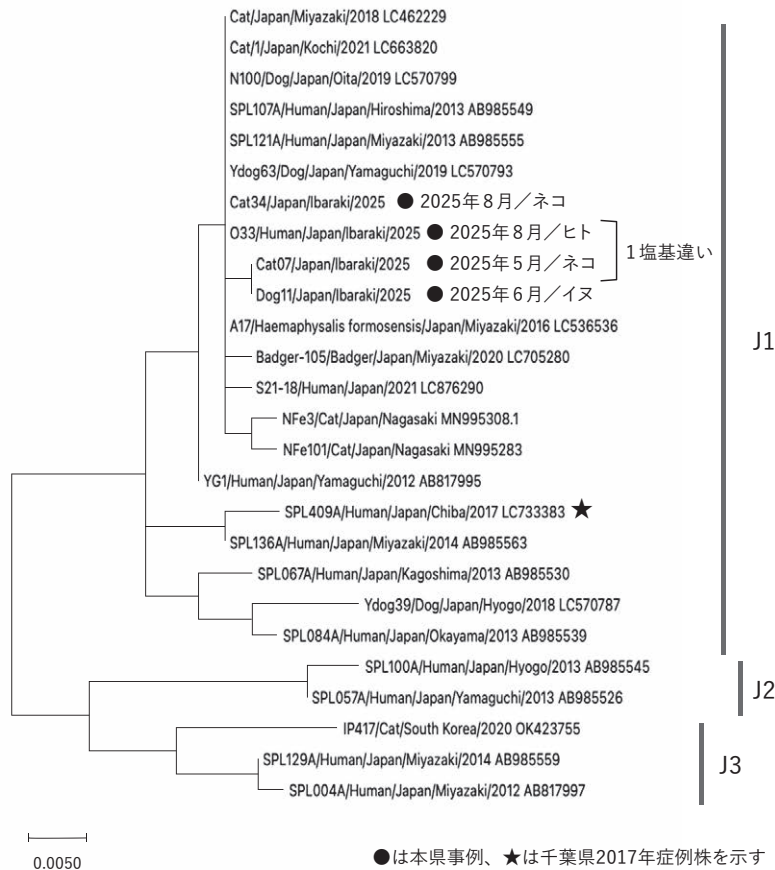 Cat/Japan/Miyazaki/2018 LC462229
Cat/1/Japan/Kochi/2021 LC663820
N100/Dog/Japan/Oita/2019 LC570799
SPL107A/Human/Japan/Hiroshima/2013 AB985549
SPL121A/Human/Japan/Miyazaki/2013 AB985555
Ydog63/Dog/Japan/Yamaguchi/2019 LC570793
Cat34/Japan/Ibaraki/2025 ● 2025年8月／ネコ
O33/Human/Japan/Ibaraki/2025 ● 2025年8月／ヒト
Cat07/Japan/Ibaraki/2025 ● 2025年5月／ネコ
1塩基違い
Dog11/Japan/Ibaraki/2025 ● 2025年6月／イヌ
A17/Haemaphysalis formosensis/Japan/Miyazaki/2016 LC536536
J1
Badger-105/Badger/Japan/Miyazaki/2020 LC705280
S21-18/Human/Japan/2021 LC876290
NFe3/Cat/Japan/Nagasaki MN995308.1
NFe101/Cat/Japan/Nagasaki MN995283
YG1/Human/Japan/Yamaguchi/2012 AB817995
SPL409A/Human/Japan/Chiba/2017 LC733383 ★
SPL136A/Human/Japan/Miyazaki/2014 AB985563
SPL067A/Human/Japan/Kagoshima/2013 AB985530
Ydog39/Dog/Japan/Hyogo/2018 LC570787
SPL084A/Human/Japan/Okayama/2013 AB985539
SPL100A/Human/Japan/Hyogo/2013 AB985545
J2
SPL057A/Human/Japan/Yamaguchi/2013 AB985526
IP417/Cat/South Korea/2020 OK423755
SPL129A/Human/Japan/Miyazaki/2014 AB985559
J3
SPL004A/Human/Japan/Miyazaki/2012 AB817997
0.0050
●は本県事例、★は千葉県2017年症例株を示す